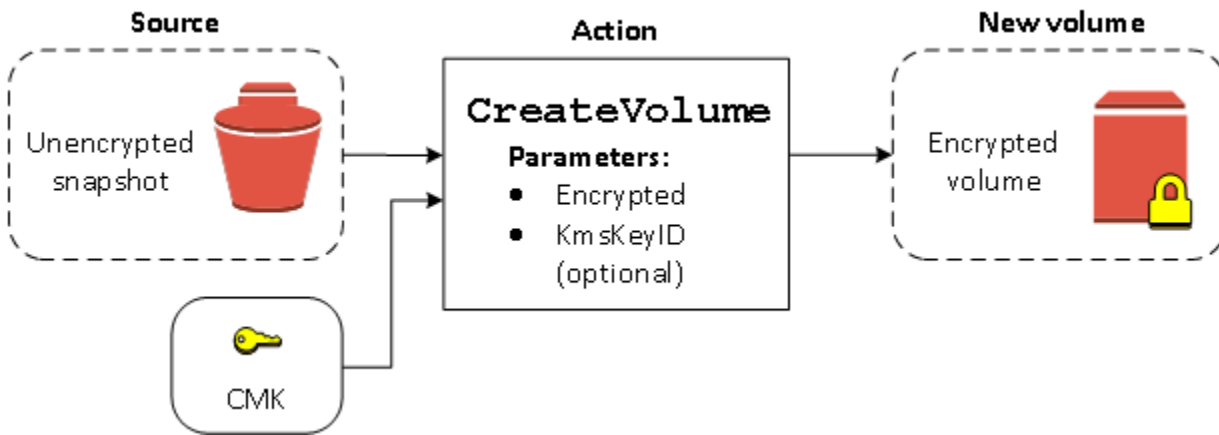 Source
Unencrypted
snapshot
CMK
Action
CreateVolume
Parameters:
● Encrypted
● KmsKeyID
(optional)
New volume
Encrypted
volume